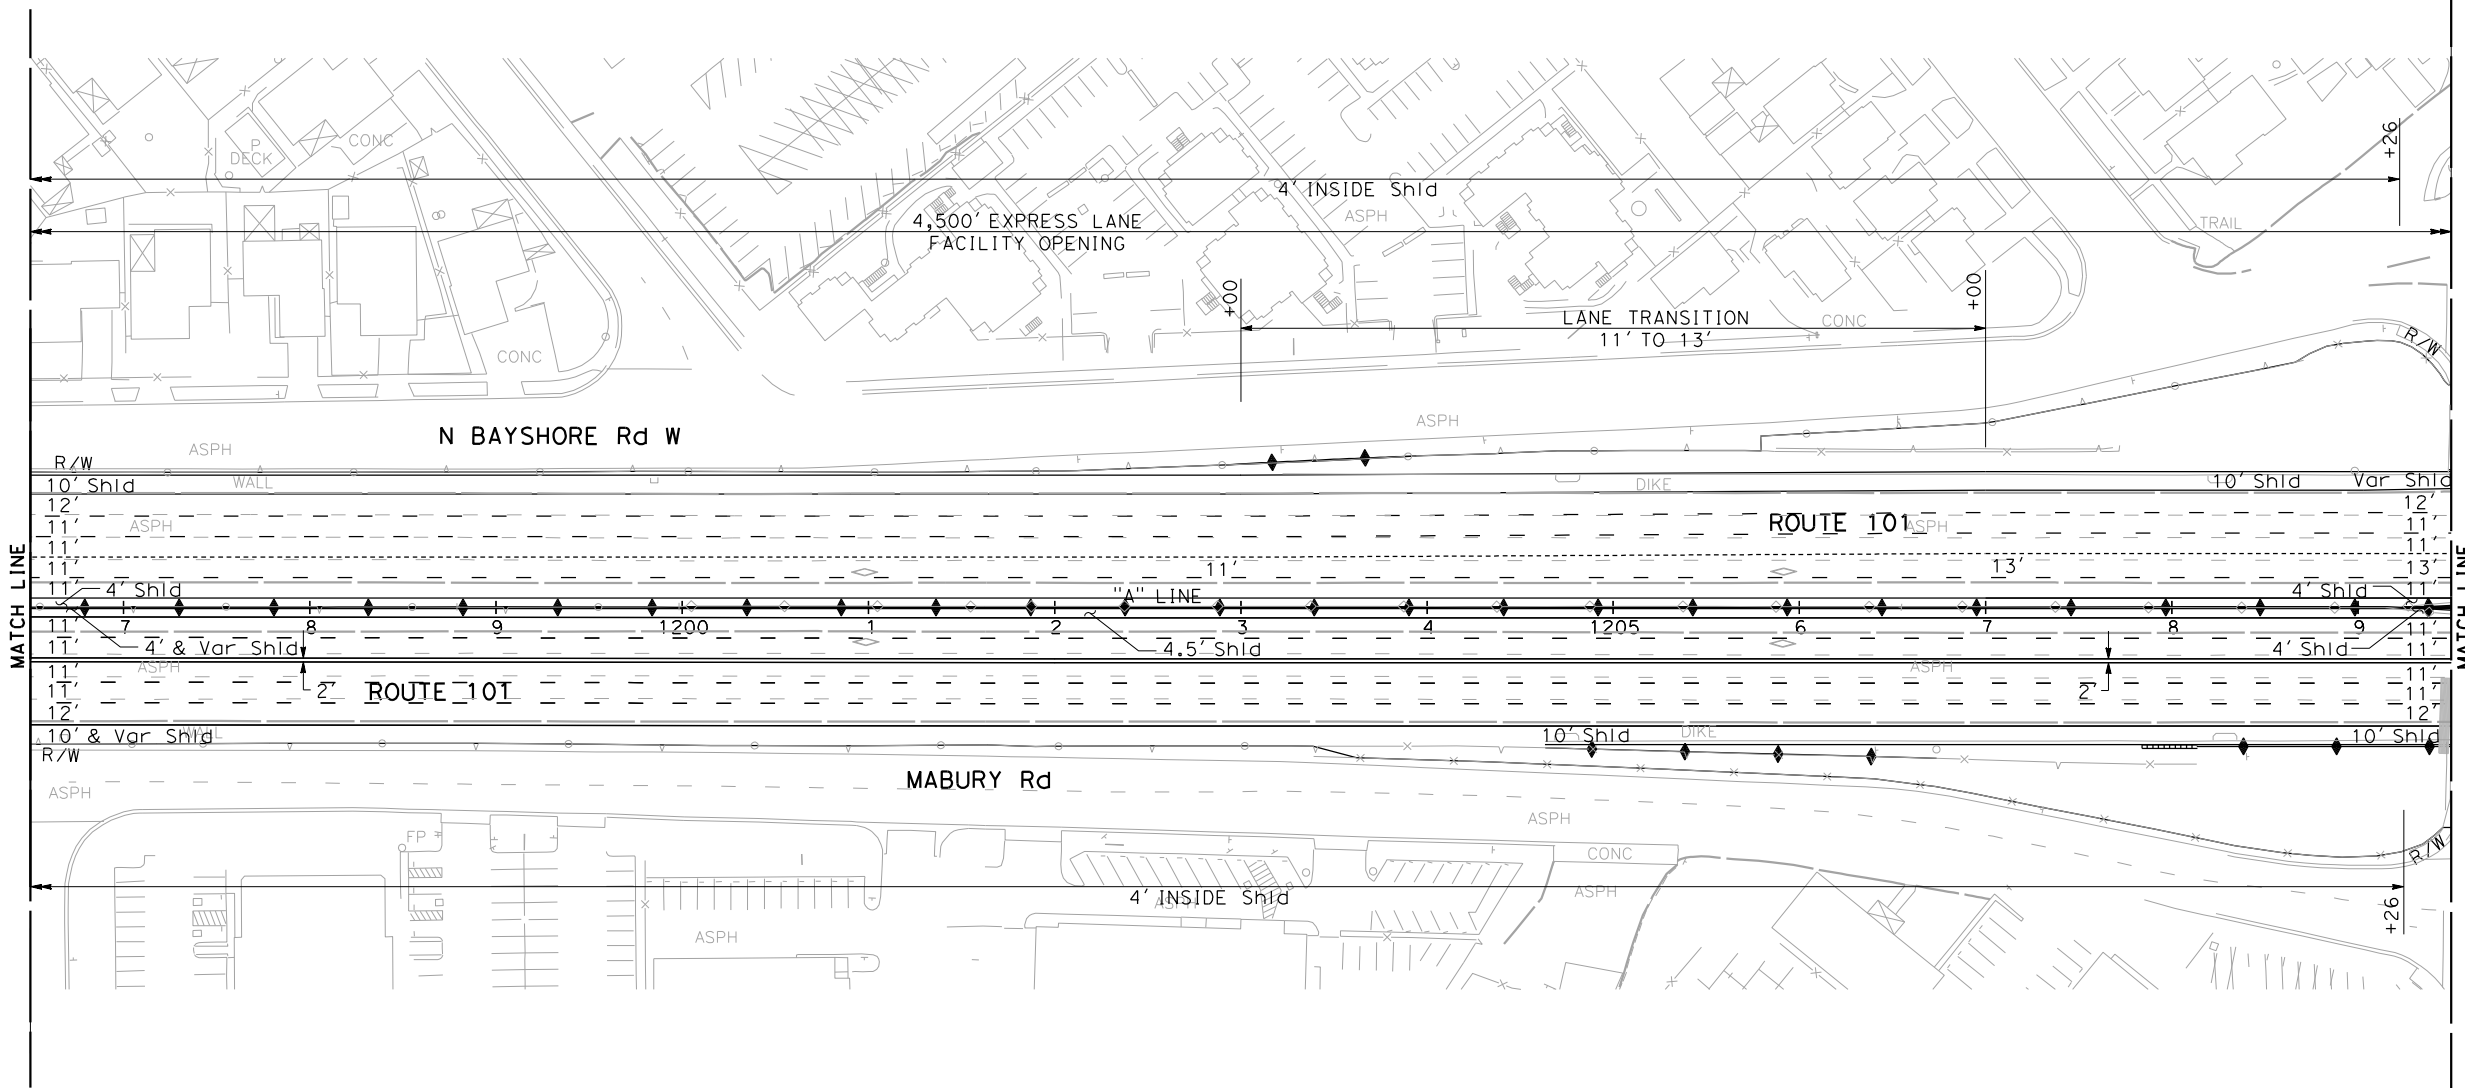 +26
P
DECK
CONC
4' INSIDE Shld
ASPH
TRAIL
4,500' EXPRESS LANE
FACILITY OPENING
+00
+00
LANE TRANSITION
11' TO 13'
CONC
CONC
R/W
ASPH
N BAYSHORE Rd W
ASPH
R/W
10' Shld
WALL
DIKE
10' Shld
Var Shld
12'
12'
ASPH
ROUTE 101
ASPH
11'
11'
11'
11'
11'
11'
13'
13'
11'
11'
4' Shld
"A" LINE
4' Shld
MATCH LINE
MATCH LINE
7
8
9
1200
1
2
3
4
1205
6
7
8
9
11'
11'
11
4' & Var Shld
4.5' Shld
4' Shld
11'
ASPH
ASPH
11'
11'
11'
2'
ROUTE 101
2'
11'
12'
12'
10' & Var Shld
WALL
10' Shld
DIKE
10' Shld
R/W
MABURY Rd
ASPH
ASPH
FP
CONC
R/W
ASPH
4' INSIDE Shld
ASPH
+26
ASPH